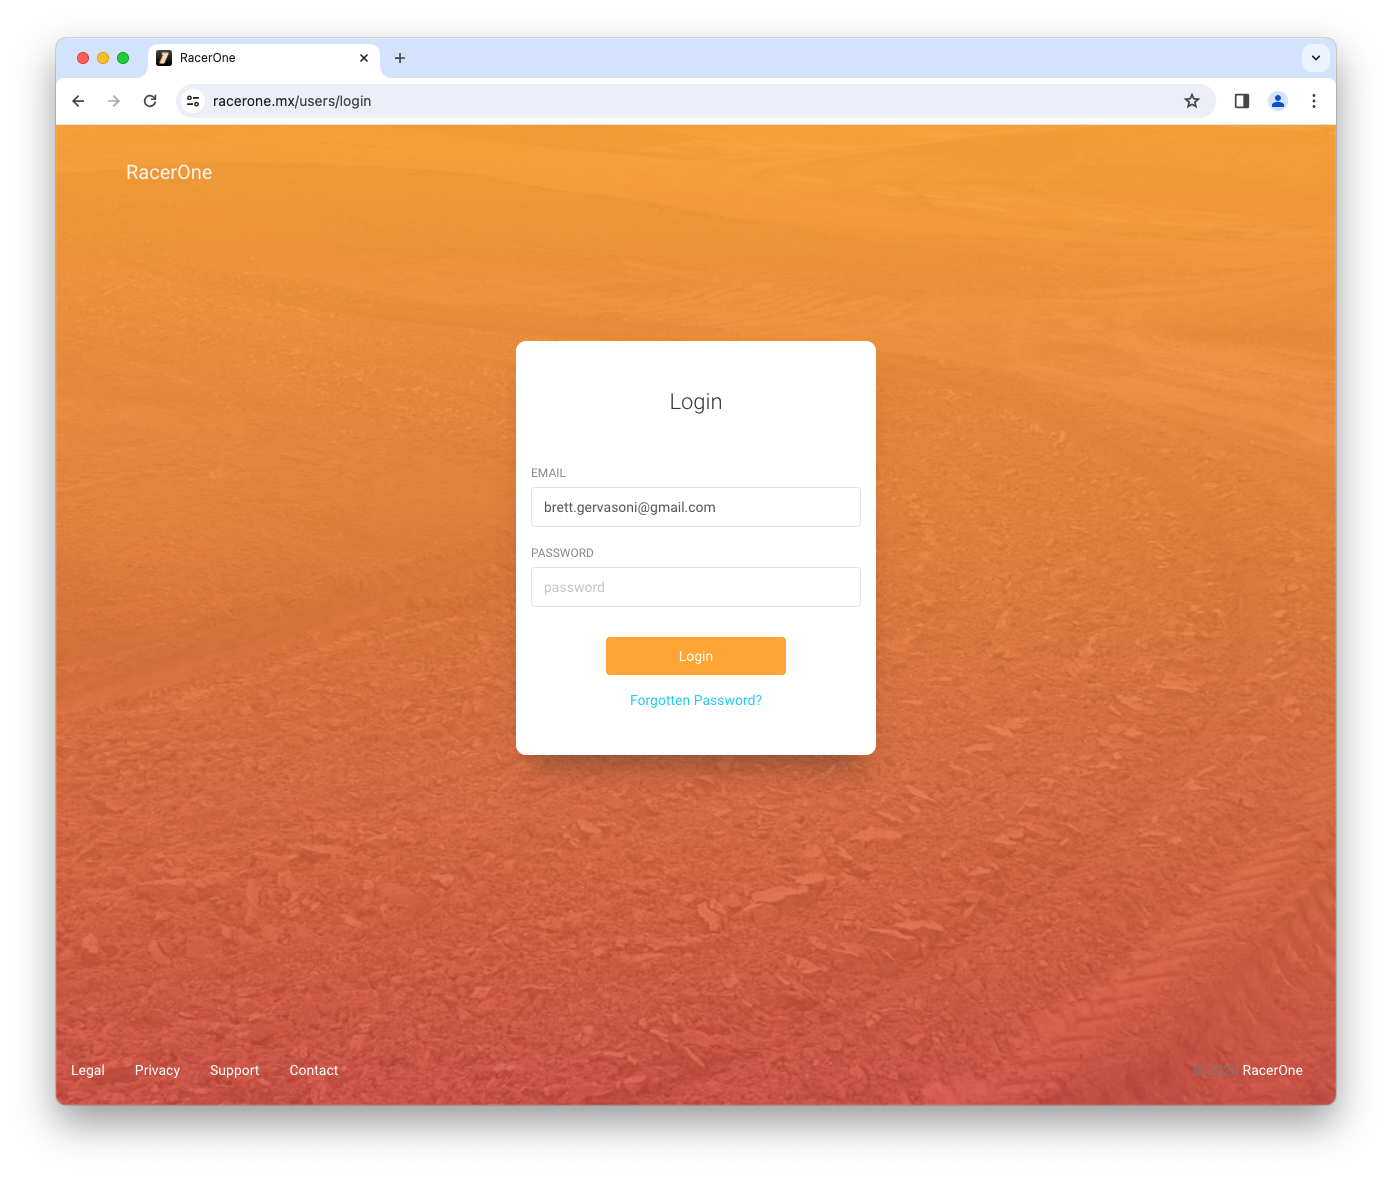 RacerOne
racerone.mx/users/login
RacerOne
Login
EMAIL
brett.gervasoni@gmail.com
PASSWORD
password
Login
Forgotten Password?
Legal Privacy Support Contact
© RacerOne